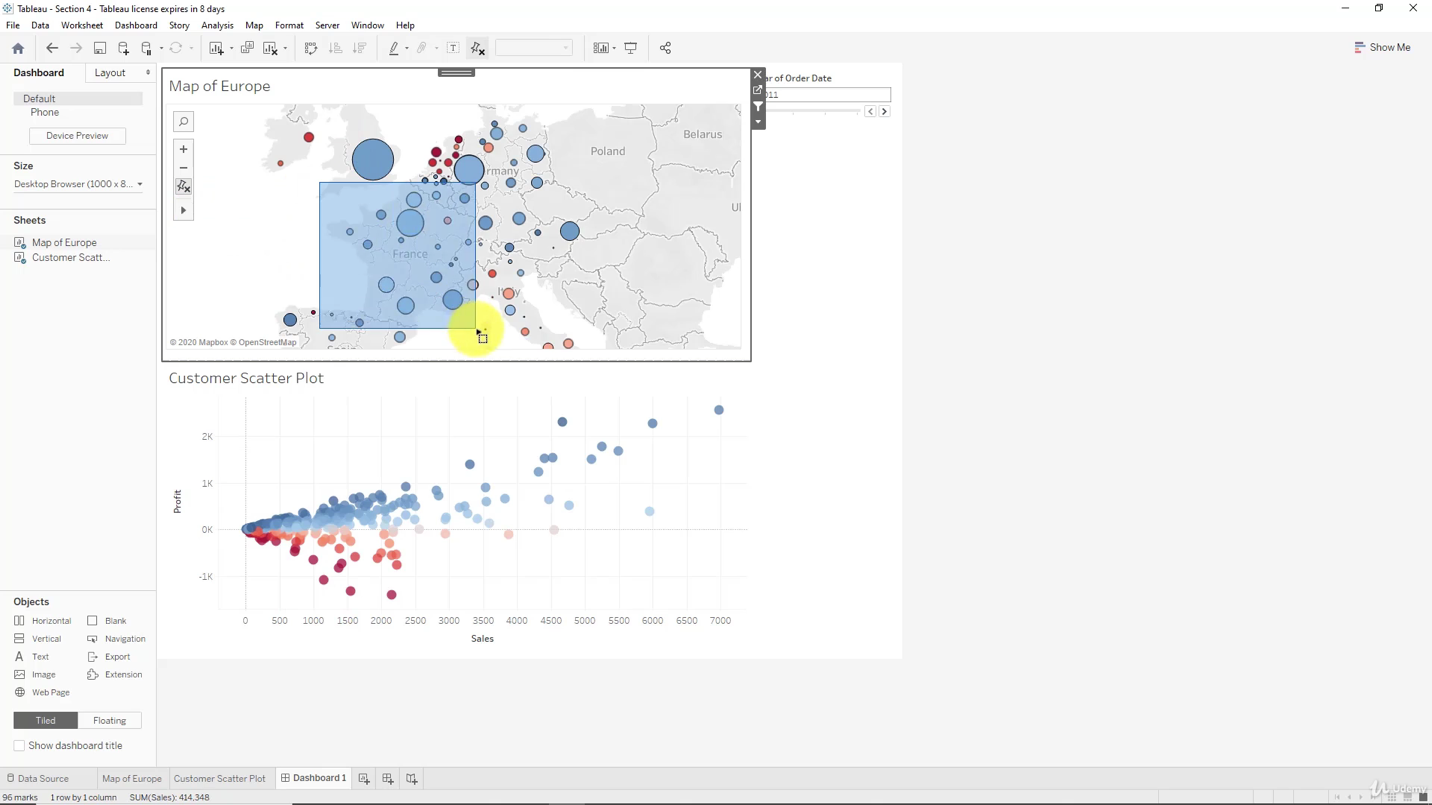 Tableau - Section 4 - Tableau license expires in 8 days
File Data Worksheet Dashboard Story Analysis Map Format Server Window Help
T
Show Me
Dashboard Layout
Default
Phone
Device Preview
Size
Desktop Browser (1000 x 8...
Sheets
Map of Europe
Customer Scatt...
Objects
Horizontal Blank
Vertical Navigation
A Text Export
Image Extension
Web Page
Tiled Floating
Show dashboard title
Map of Europe
ar of Order Date
011
Belarus
Poland
rmany
France
It
y
© 2020 Mapbox © OpenStreetMap
Customer Scatter Plot
Profit
2K
1K
0K
-1K
0 500 1000 1500 2000 2500 3000 3500 4000 4500 5000 5500 6000 6500 7000
Sales
Data Source Map of Europe Customer Scatter Plot Dashboard 1
96 marks 1 row by 1 column SUM(Sales): 414,348
Udemy